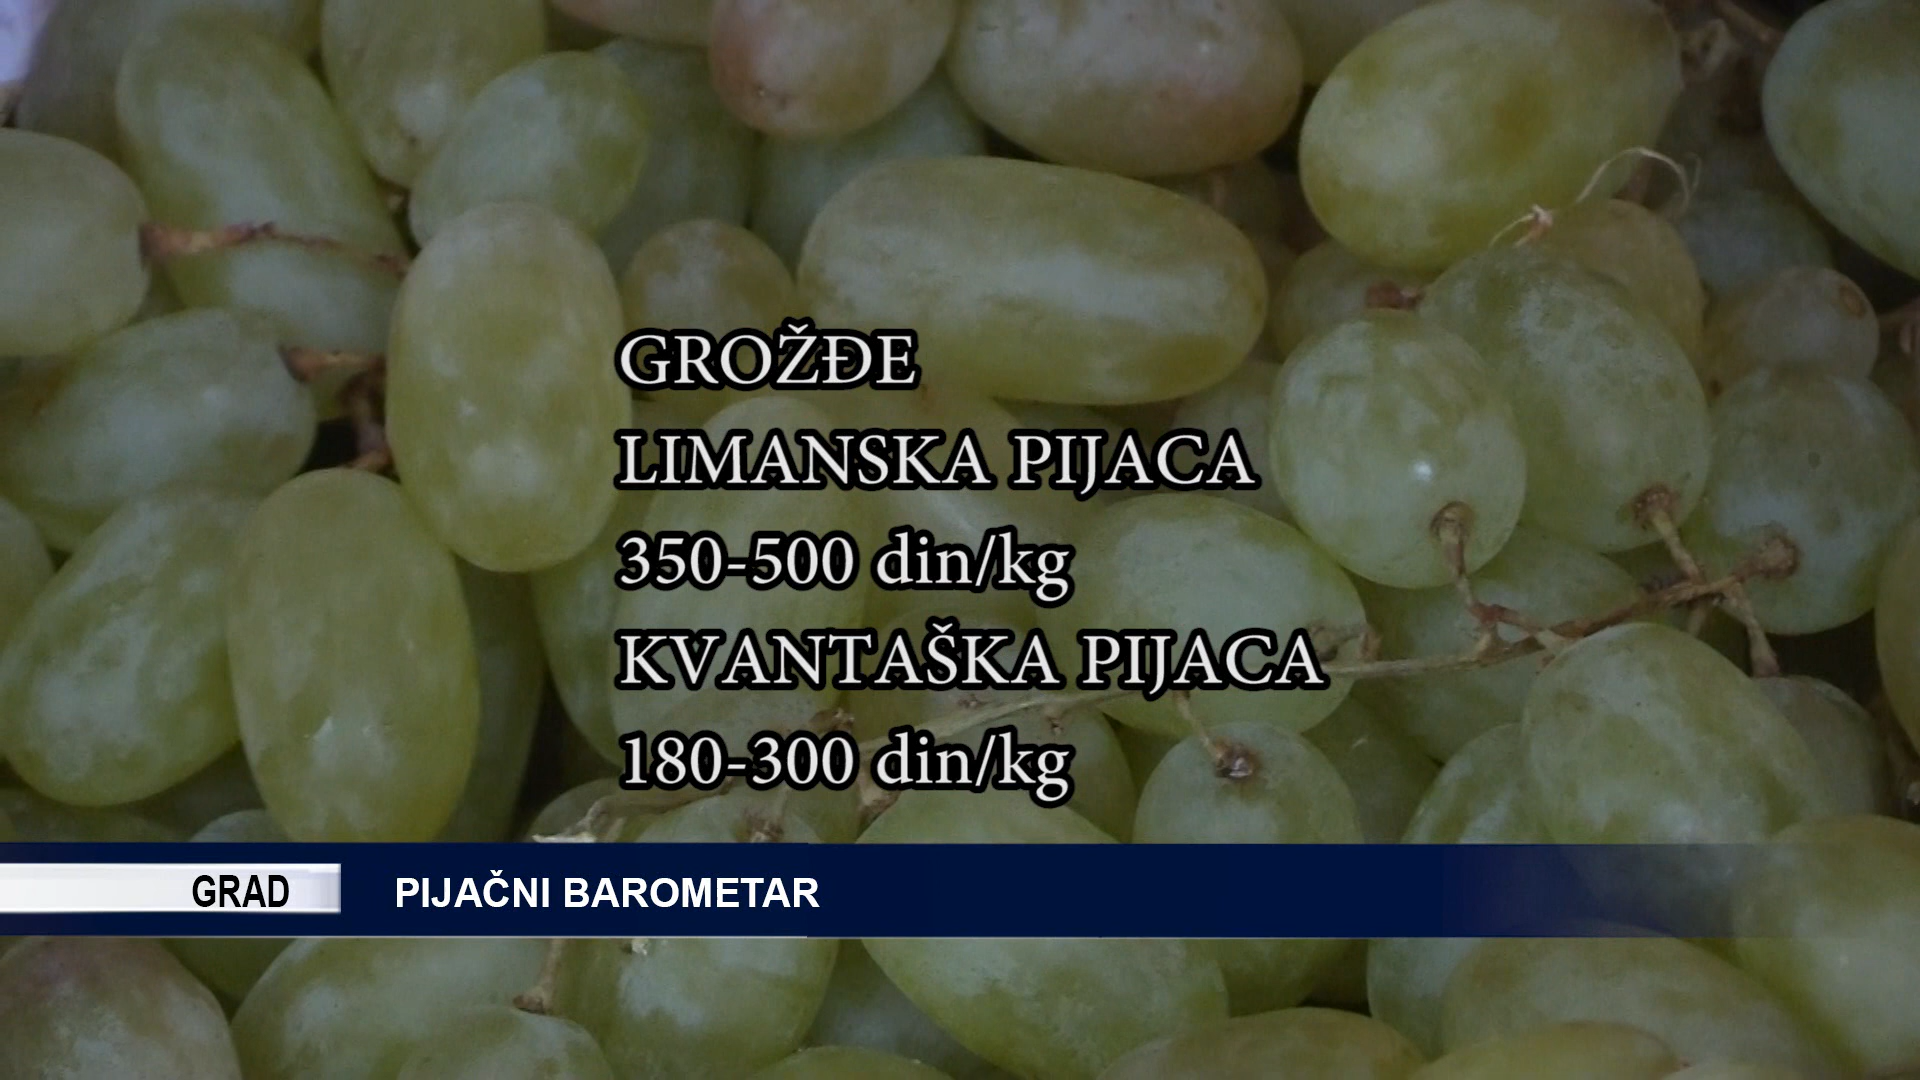 GROŽĐE
LIMANSKA PIJACA
350-500 din/kg
KVANTAŠKA PIJACA
180-300 din/kg
GRAD
PIJAČNI BAROMETAR